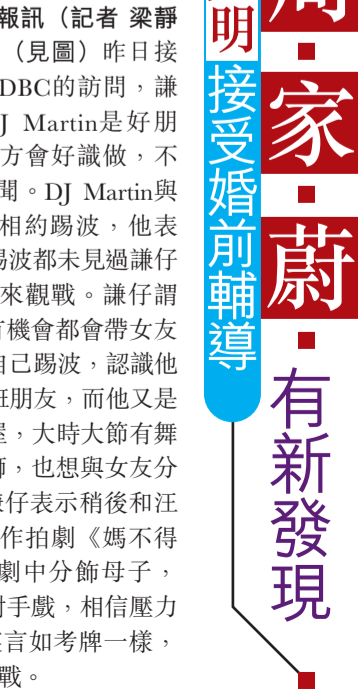 周家蔚有新發現
明接受婚前輔導
報訊（記者 梁靜
（見圖）昨日接
DBC的訪問，謙
J Martin是好朋
方會好識做，不
聞。DJ Martin與
相約踢波，他表
踢波都未見過謙仔
來觀戰。謙仔謂
有機會都會帶女友
自己踢波，認識他
班朋友，而他又是
屋，大時大節有舞
師，也想與女友分
謙仔表示稍後和汪
作拍劇《媽不得
劇中分飾母子，
對手戲，相信壓力
言如考牌一樣，
戰。